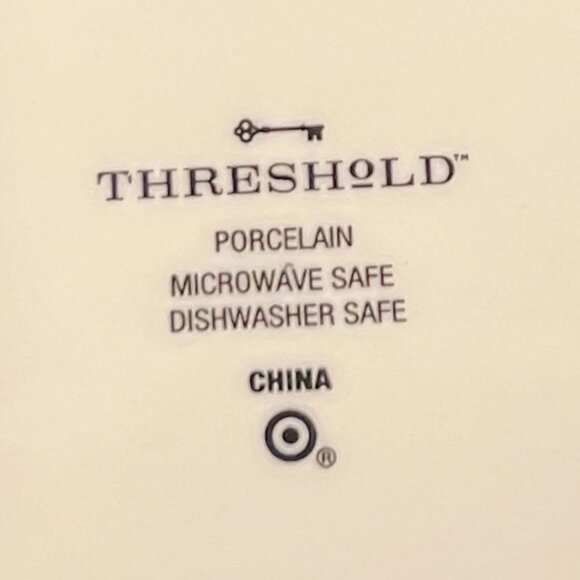 THRESHOLD™
PORCELAIN
MICROWAVE SAFE
DISHWASHER SAFE
CHINA
®